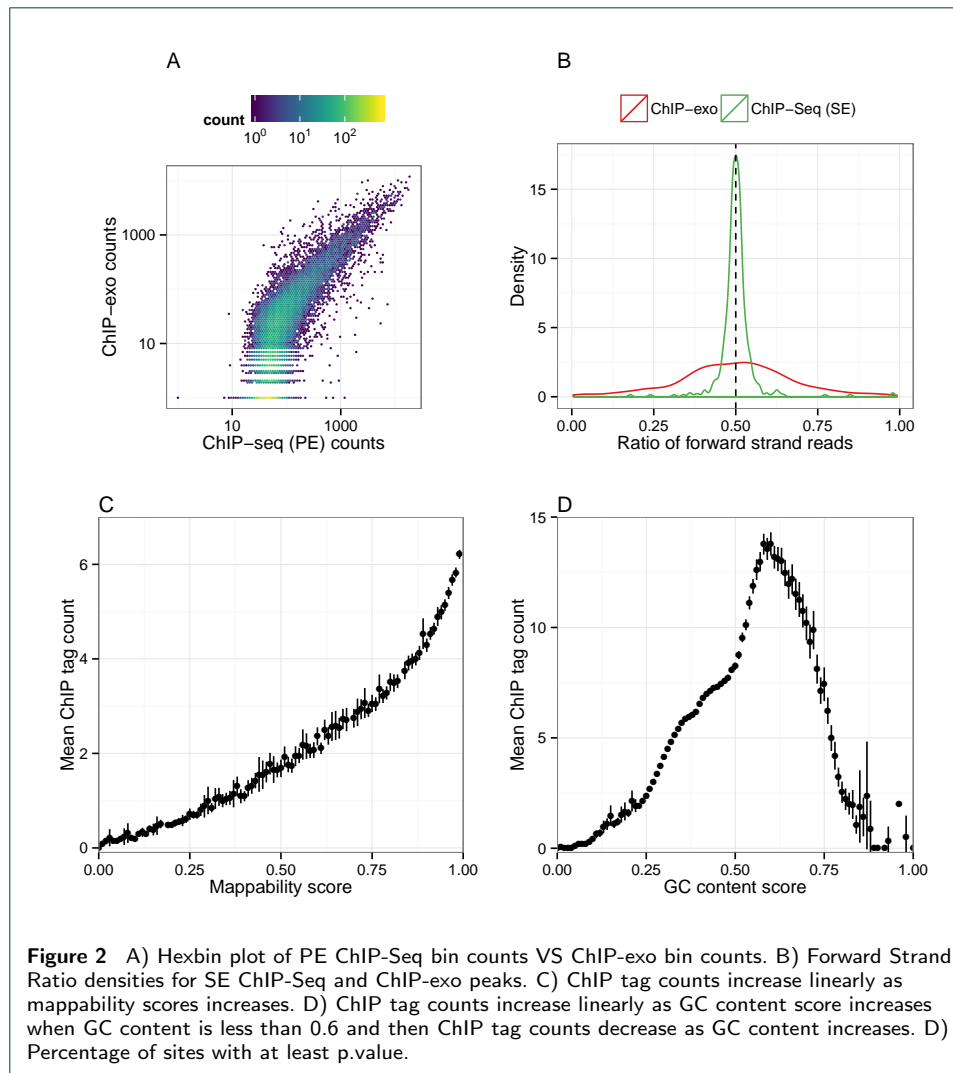 A
count
10⁰ 10¹ 10²
ChIP−exo counts
1000
10
10 1000
ChIP−seq (PE) counts
B
ChIP−exo ChIP−Seq (SE)
Density
15
10
5
0
0.00 0.25 0.50 0.75 1.00
Ratio of forward strand reads
C
Mean ChIP tag count
6
4
2
0
0.00 0.25 0.50 0.75 1.00
Mappability score
D
Mean ChIP tag count
15
10
5
0
0.00 0.25 0.50 0.75 1.00
GC content score
Figure 2 A) Hexbin plot of PE ChIP-Seq bin counts VS ChIP-exo bin counts. B) Forward Strand
Ratio densities for SE ChIP-Seq and ChIP-exo peaks. C) ChIP tag counts increase linearly as
mappability scores increases. D) ChIP tag counts increase linearly as GC content score increases
when GC content is less than 0.6 and then ChIP tag counts decrease as GC content increases. D)
Percentage of sites with at least p.value.